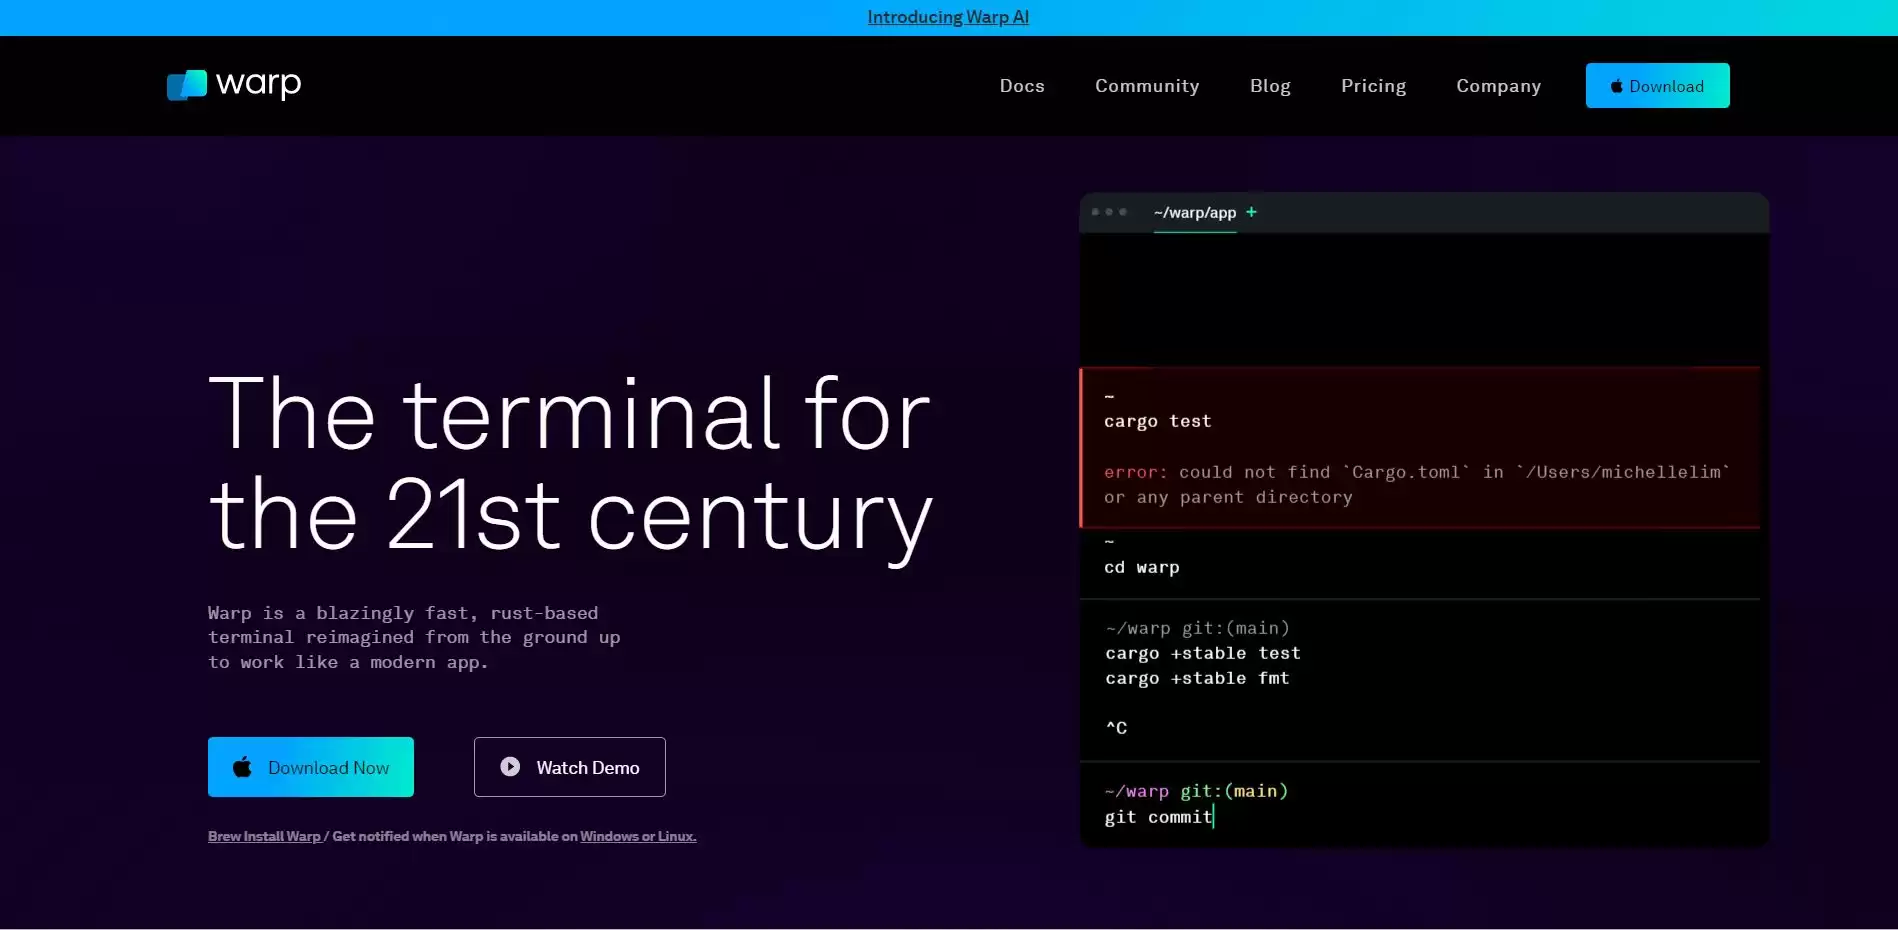 Introducing Warp AI
warp
Docs
Community
Blog
Pricing
Company
Download
~/warp/app +
The terminal for
the 21st century
Warp is a blazingly fast, rust-based
terminal reimagined from the ground up
to work like a modern app.
Download Now
Watch Demo
Brew Install Warp / Get notified when Warp is available on Windows or Linux.
~
cargo test
error: could not find `Cargo.toml` in `/Users/michellelim`
or any parent directory
~
cd warp
~/warp git:(main)
cargo +stable test
cargo +stable fmt
^C
~/warp git:(main)
git commit